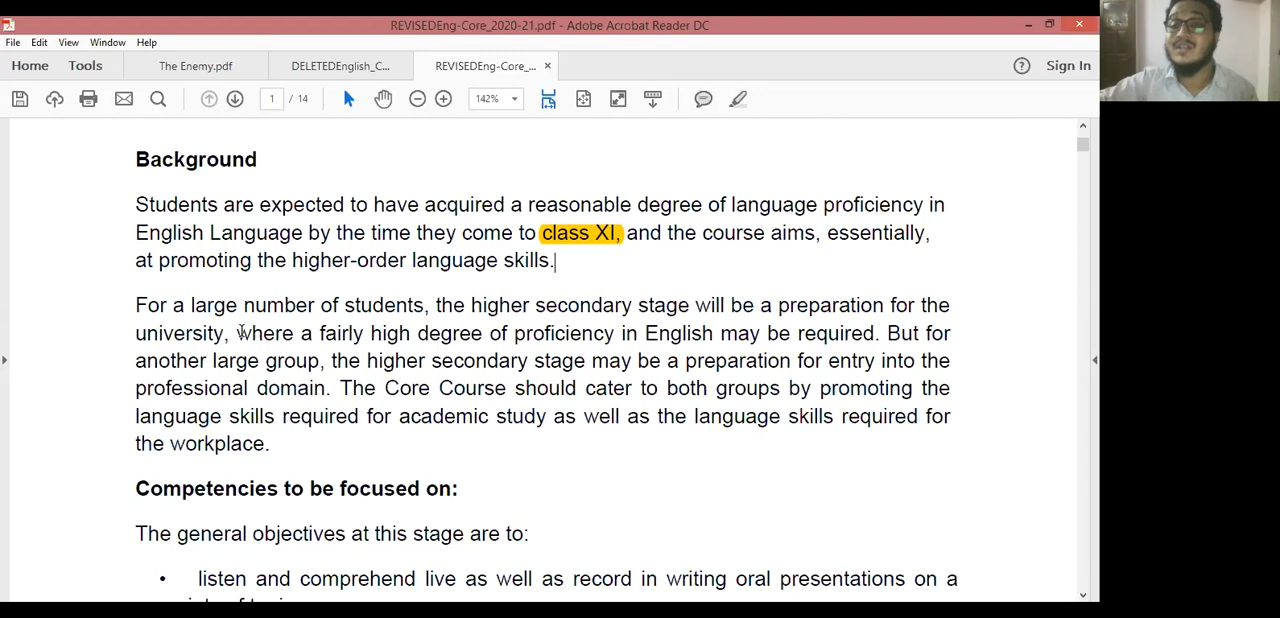 REVISEDEng-Core_2020-21.pdf - Adobe Acrobat Reader DC
File Edit View Window Help
Home Tools The Enemy.pdf DELETEDEnglish_C... REVISEDEng-Core_... × Sign In
1 / 14 142%
Background
Students are expected to have acquired a reasonable degree of language proficiency in
English Language by the time they come to class XI, and the course aims, essentially,
at promoting the higher-order language skills.
For a large number of students, the higher secondary stage will be a preparation for the
university, where a fairly high degree of proficiency in English may be required. But for
another large group, the higher secondary stage may be a preparation for entry into the
professional domain. The Core Course should cater to both groups by promoting the
language skills required for academic study as well as the language skills required for
the workplace.
Competencies to be focused on:
The general objectives at this stage are to:
• listen and comprehend live as well as record in writing oral presentations on a